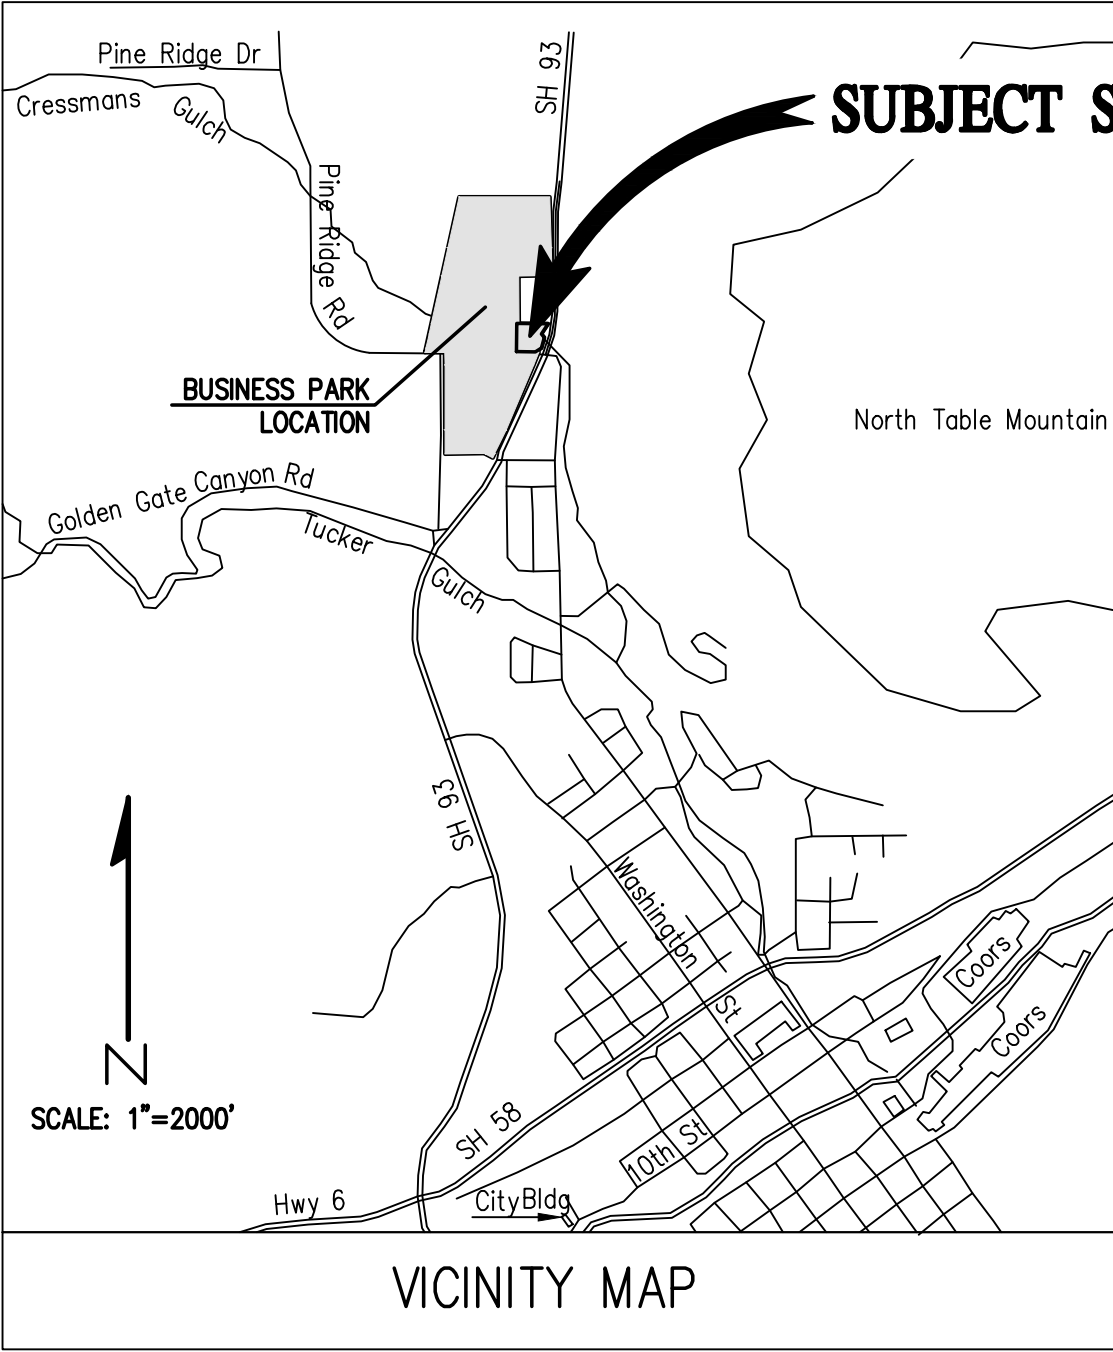 Pine Ridge Dr
SH 93
Cressmans Gulch
SUBJECT S
Pine Ridge Rd
BUSINESS PARK
LOCATION
North Table Mountain
Golden Gate Canyon Rd
Tucker Gulch
SH 93
Washington St
Coors
Coors
N
SCALE: 1"=2000'
SH 58
10th St
Hwy 6
City Bldg
VICINITY MAP